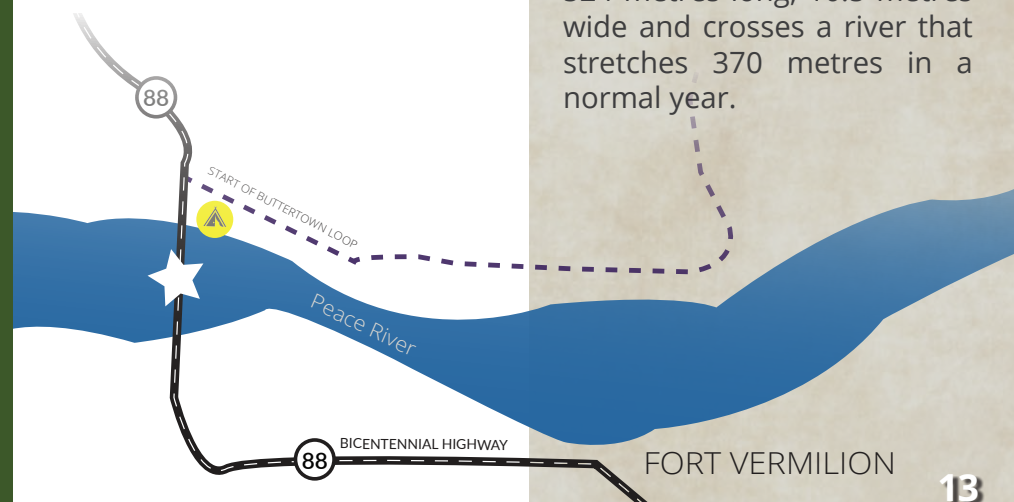 wide and crosses a river that
stretches 370 metres in a
normal year.
88
START OF BUTTERTOWN LOOP
Peace River
BICENTENNIAL HIGHWAY
88
FORT VERMILION
13